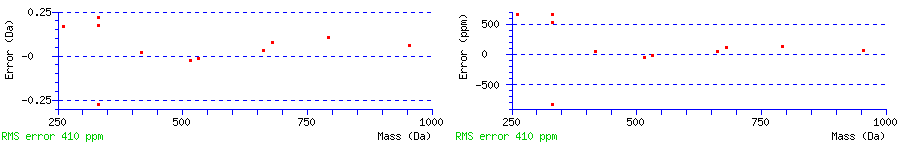 0.25
-0
-0.25
Error (Da)
250 500 750 1000
RMS error 410 ppm Mass (Da)
500
0
-500
Error (ppm)
250 500 750 1000
RMS error 410 ppm Mass (Da)